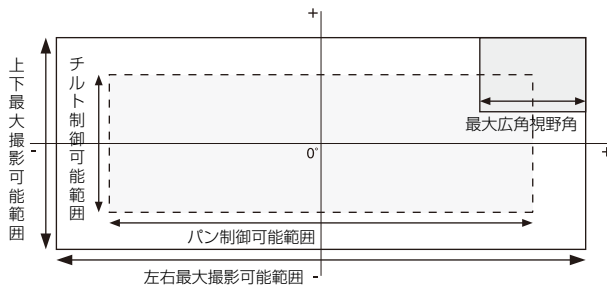 +
上下最大撮影可能範囲
チルト制御可能範囲
最大広角視野角
-
0°
+
パン制御可能範囲
左右最大撮影可能範囲
-